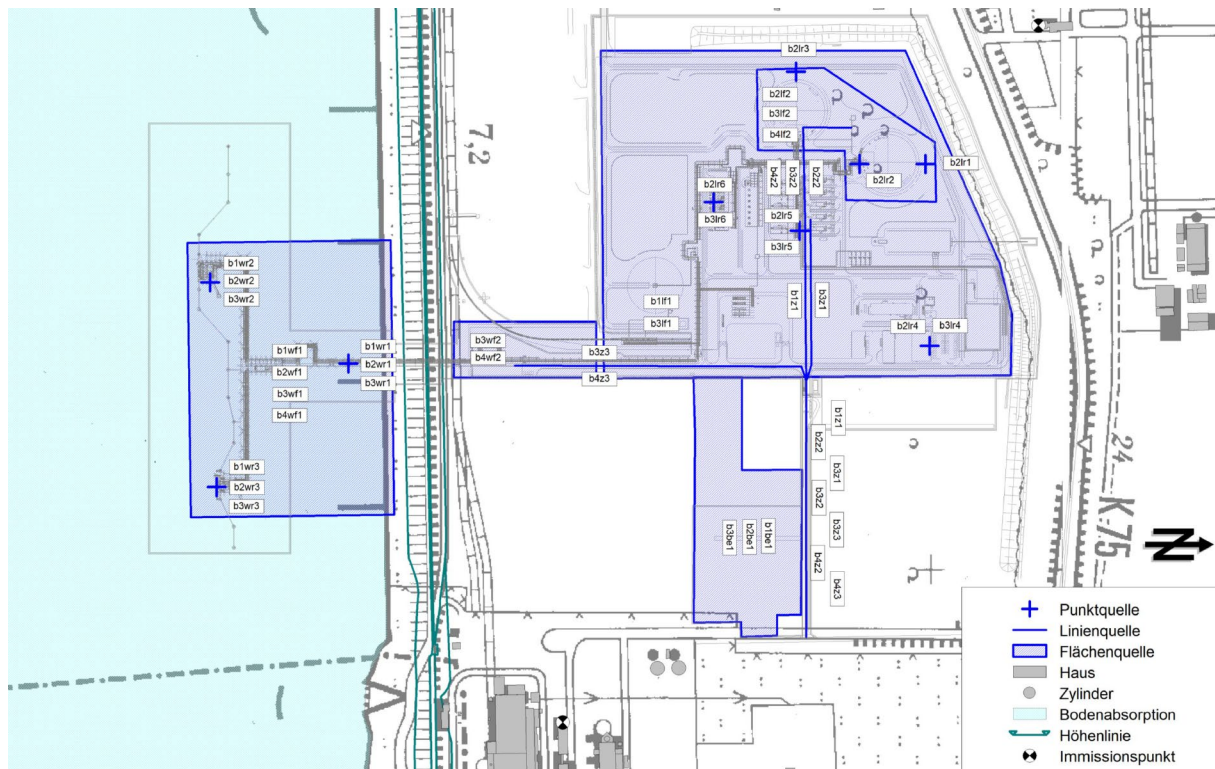 b2lr3
b2lf2
b3lf2
b4lf2
7,2
b4z2
b3z2
b2z2
b2lr2
b2lr1
b2lr6
b3lr6
b2lr5
b3lr5
b1wr2
b2wr2
b3wr2
b1z1
b3z1
b1lf1
b3lf1
b2lr4
b3lr4
b3wf2
b4wf2
b3z3
b4z3
b1wf1
b2wf1
b3wf1
b4wf1
b1wr1
b2wr1
b3wr1
b1z1
b2z2
b3z1
b3z2
b3z3
b4z2
b4z3
b1wr3
b2wr3
b3wr3
b3be1
b2be1
b1be1
24
K.75
N
Punktquelle
Linienquelle
Flächenquelle
Haus
Zylinder
Bodenabsorption
Höhenlinie
Immissionspunkt